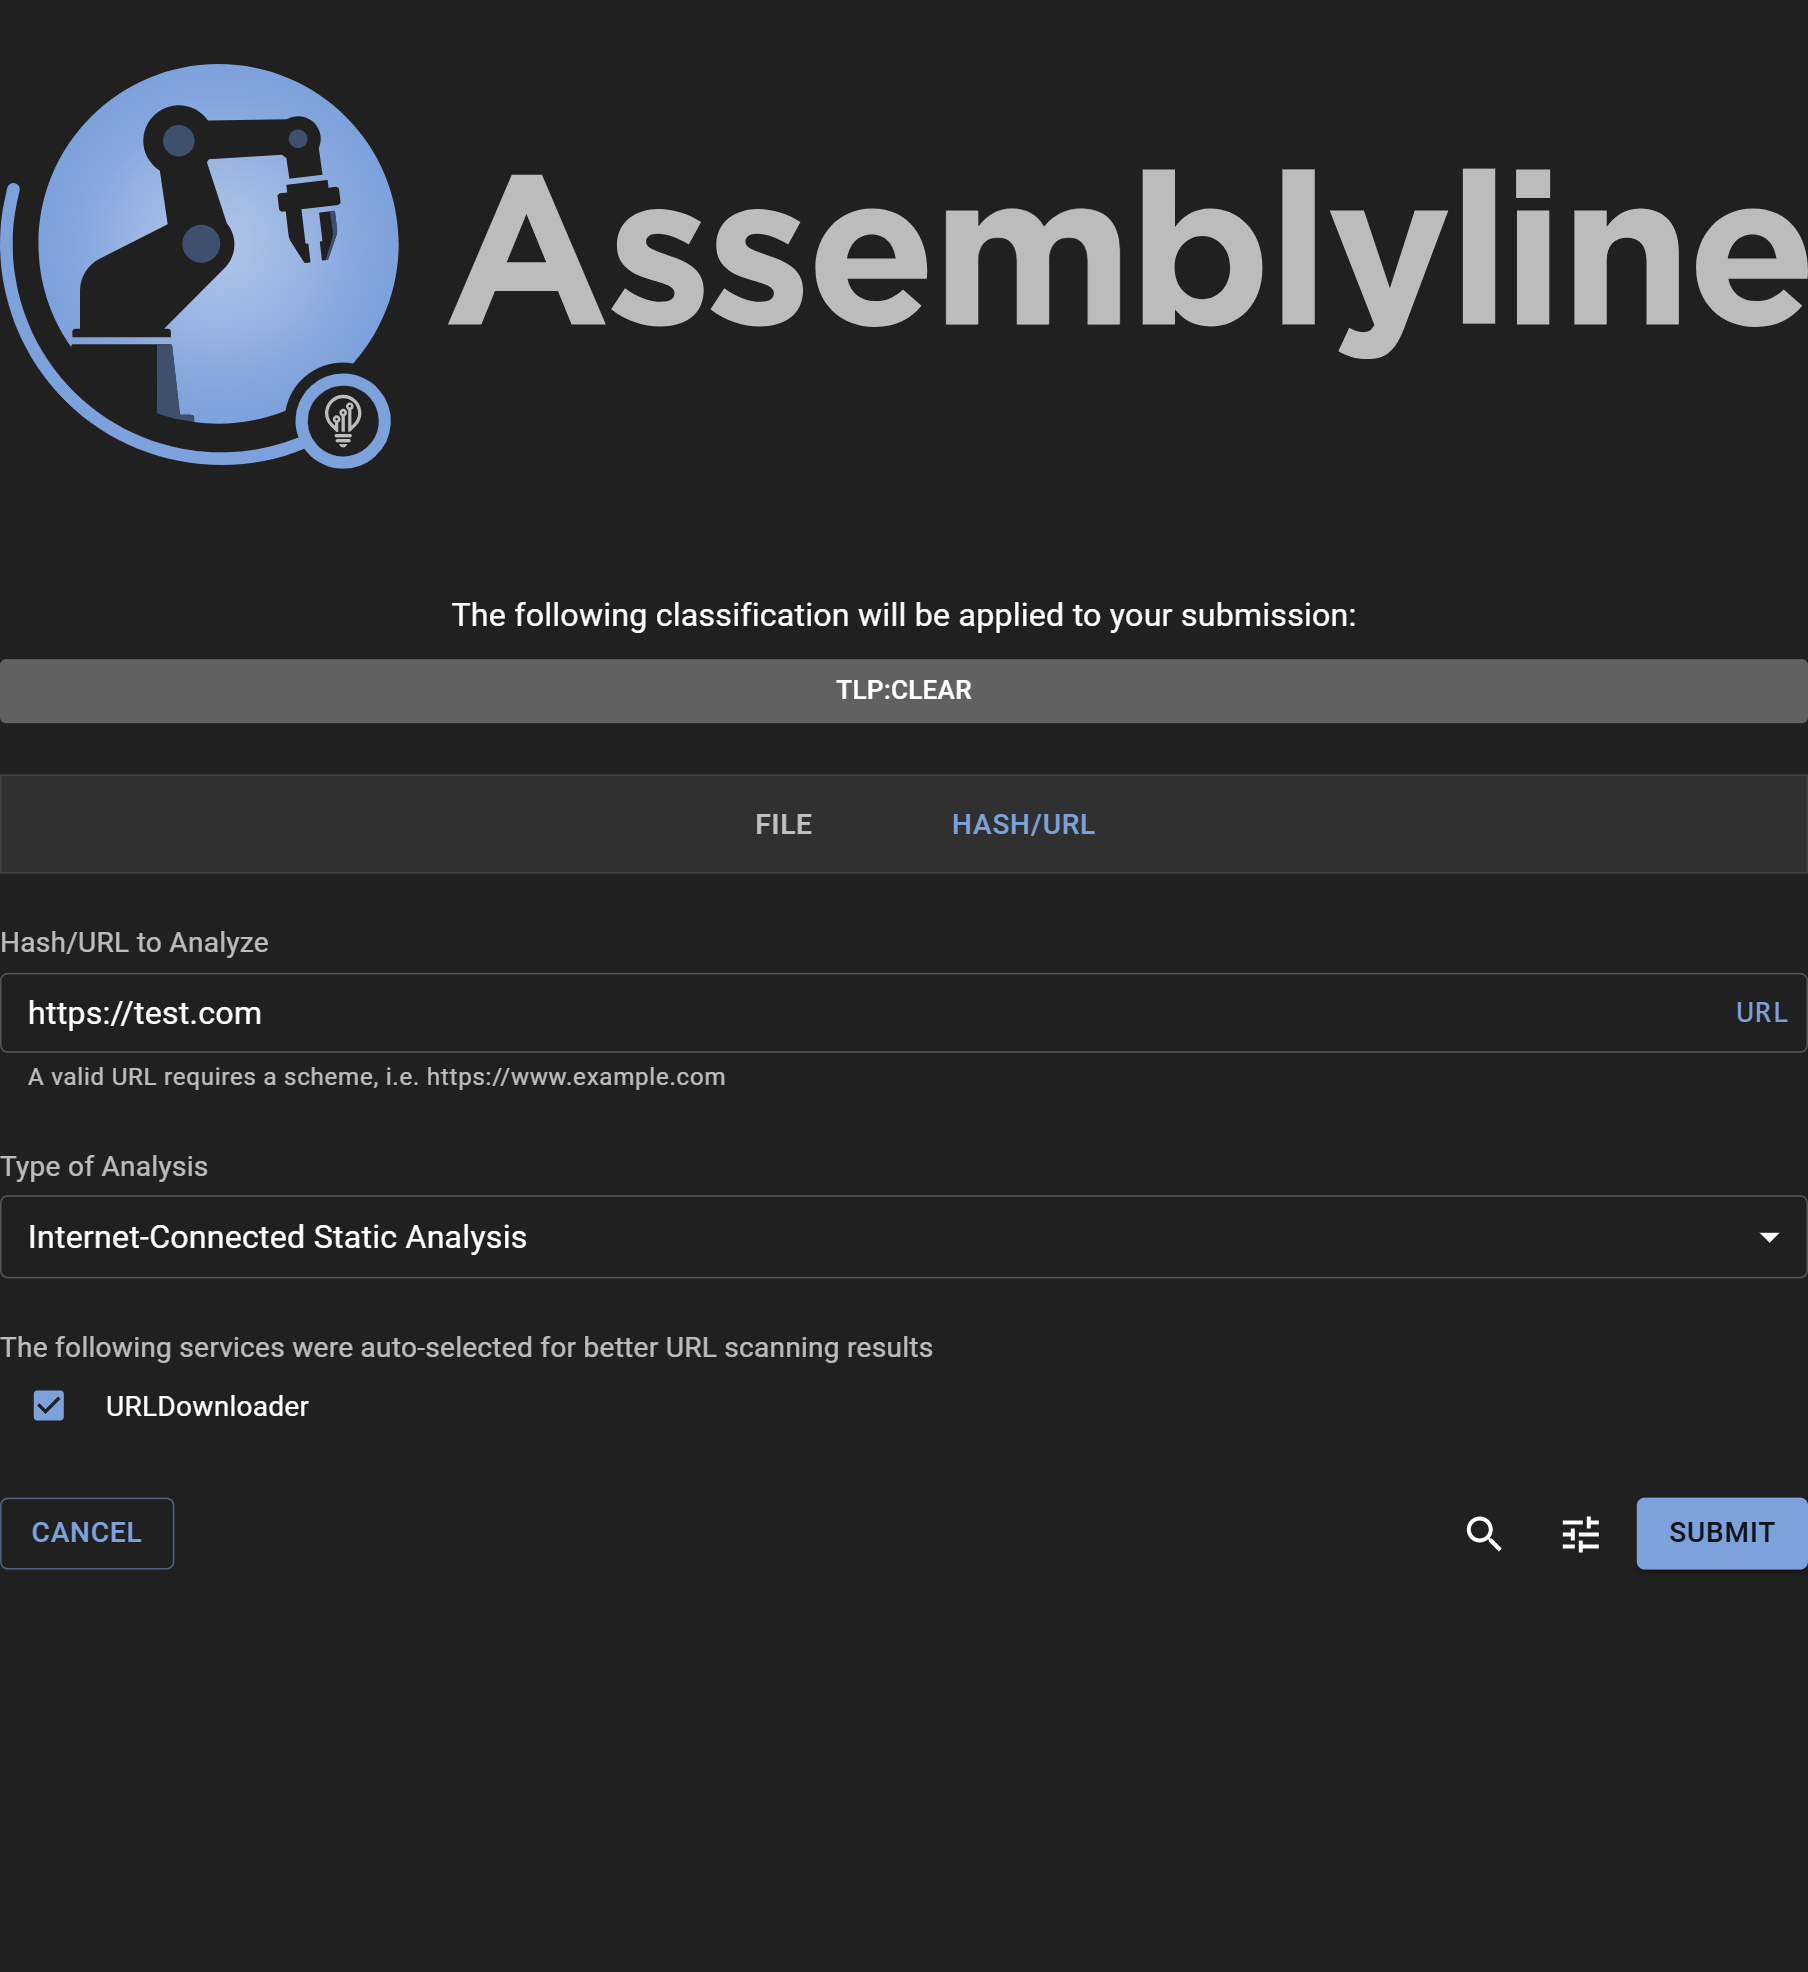 Assemblyline
The following classification will be applied to your submission:
TLP:CLEAR
FILE HASH/URL
Hash/URL to Analyze
https://test.com URL
A valid URL requires a scheme, i.e. https://www.example.com
Type of Analysis
Internet-Connected Static Analysis
The following services were auto-selected for better URL scanning results
URLDownloader
CANCEL SUBMIT